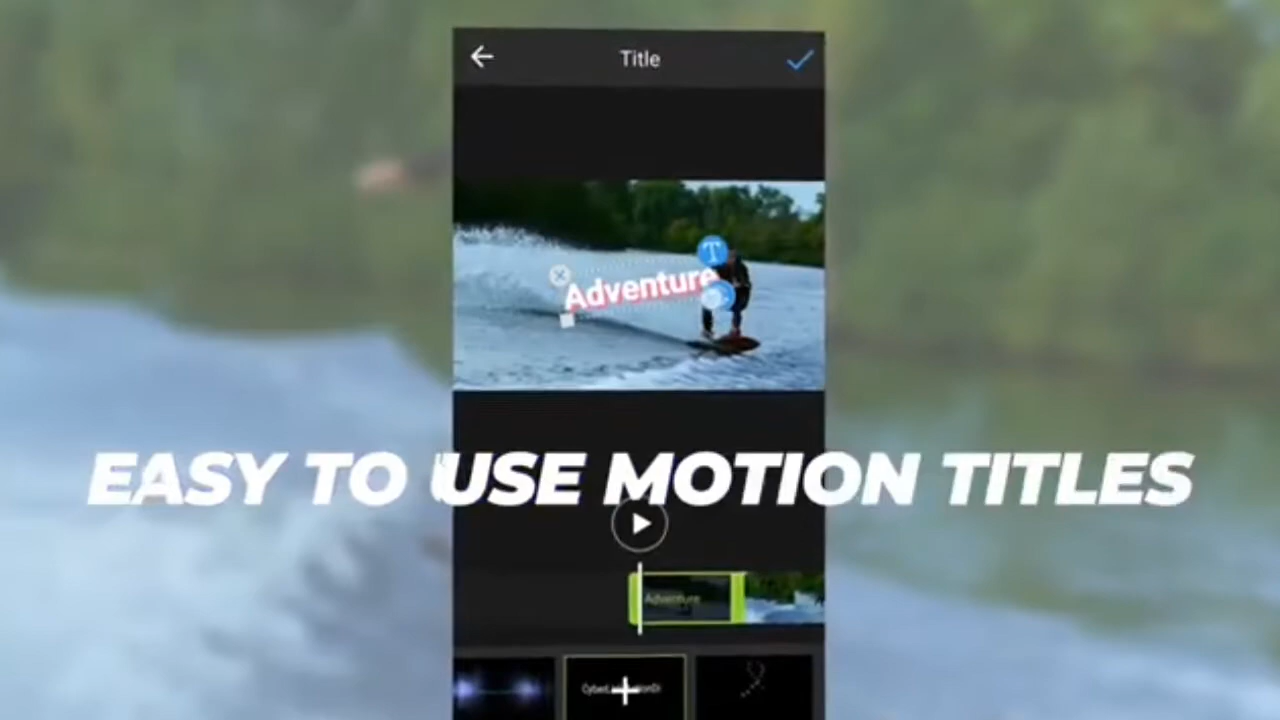 Title
T
Adventure
EASY TO USE MOTION TITLES
Adventure